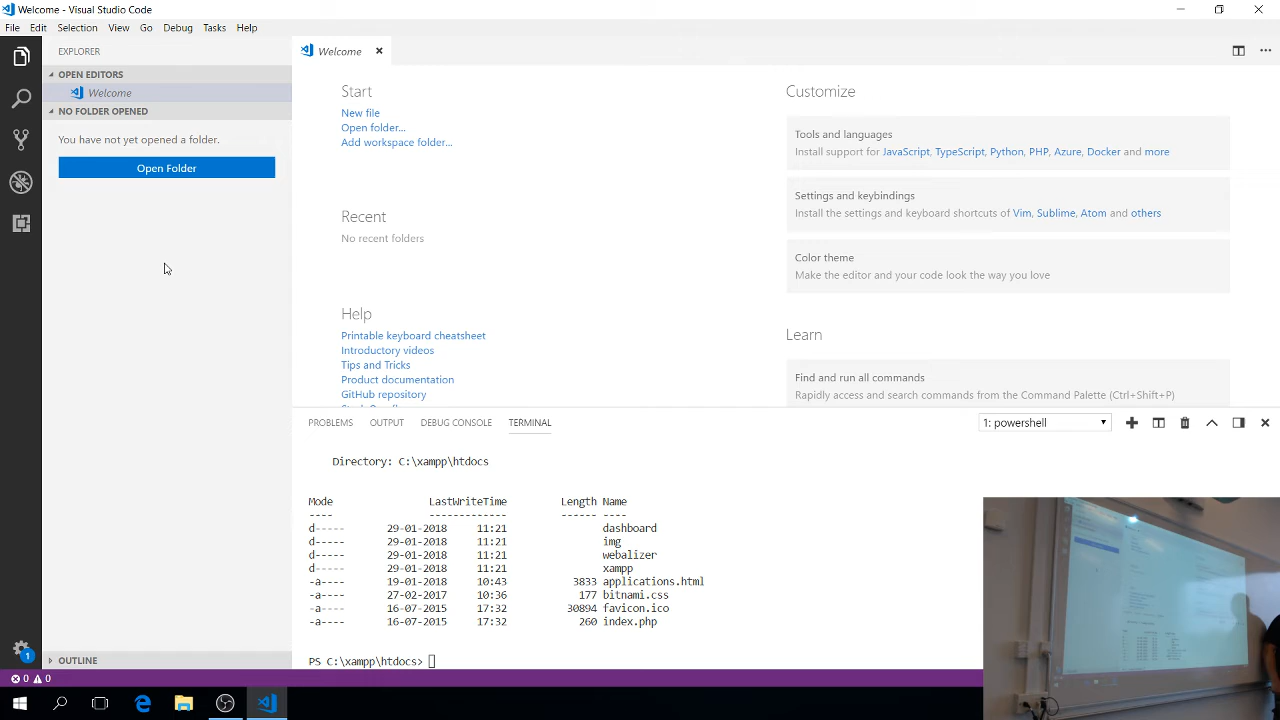 Welcome - Visual Studio Code
File Edit Selection View Go Debug Tasks Help
EXPLORER
OPEN EDITORS
Welcome
NO FOLDER OPENED
You have not yet opened a folder.
Open Folder
OUTLINE
Welcome
Start
New file
Open folder...
Add workspace folder...
Recent
No recent folders
Help
Printable keyboard cheatsheet
Introductory videos
Tips and Tricks
Product documentation
GitHub repository
Customize
Tools and languages
Install support for JavaScript, TypeScript, Python, PHP, Azure, Docker and more
Settings and keybindings
Install the settings and keyboard shortcuts of Vim, Sublime, Atom and others
Color theme
Make the editor and your code look the way you love
Learn
Find and run all commands
Rapidly access and search commands from the Command Palette (Ctrl+Shift+P)
PROBLEMS OUTPUT DEBUG CONSOLE TERMINAL
1: powershell
Directory: C:\xampp\htdocs
Mode LastWriteTime Length Name
---- ------------- ------ ----
d----- 29-01-2018 11:21 dashboard
d----- 29-01-2018 11:21 img
d----- 29-01-2018 11:21 webalizer
d----- 29-01-2018 11:21 xampp
-a---- 19-01-2018 10:43 3833 applications.html
-a---- 27-02-2017 10:36 177 bitnami.css
-a---- 16-07-2015 17:32 30894 favicon.ico
-a---- 16-07-2015 17:32 260 index.php
PS C:\xampp\htdocs>
1
0 0